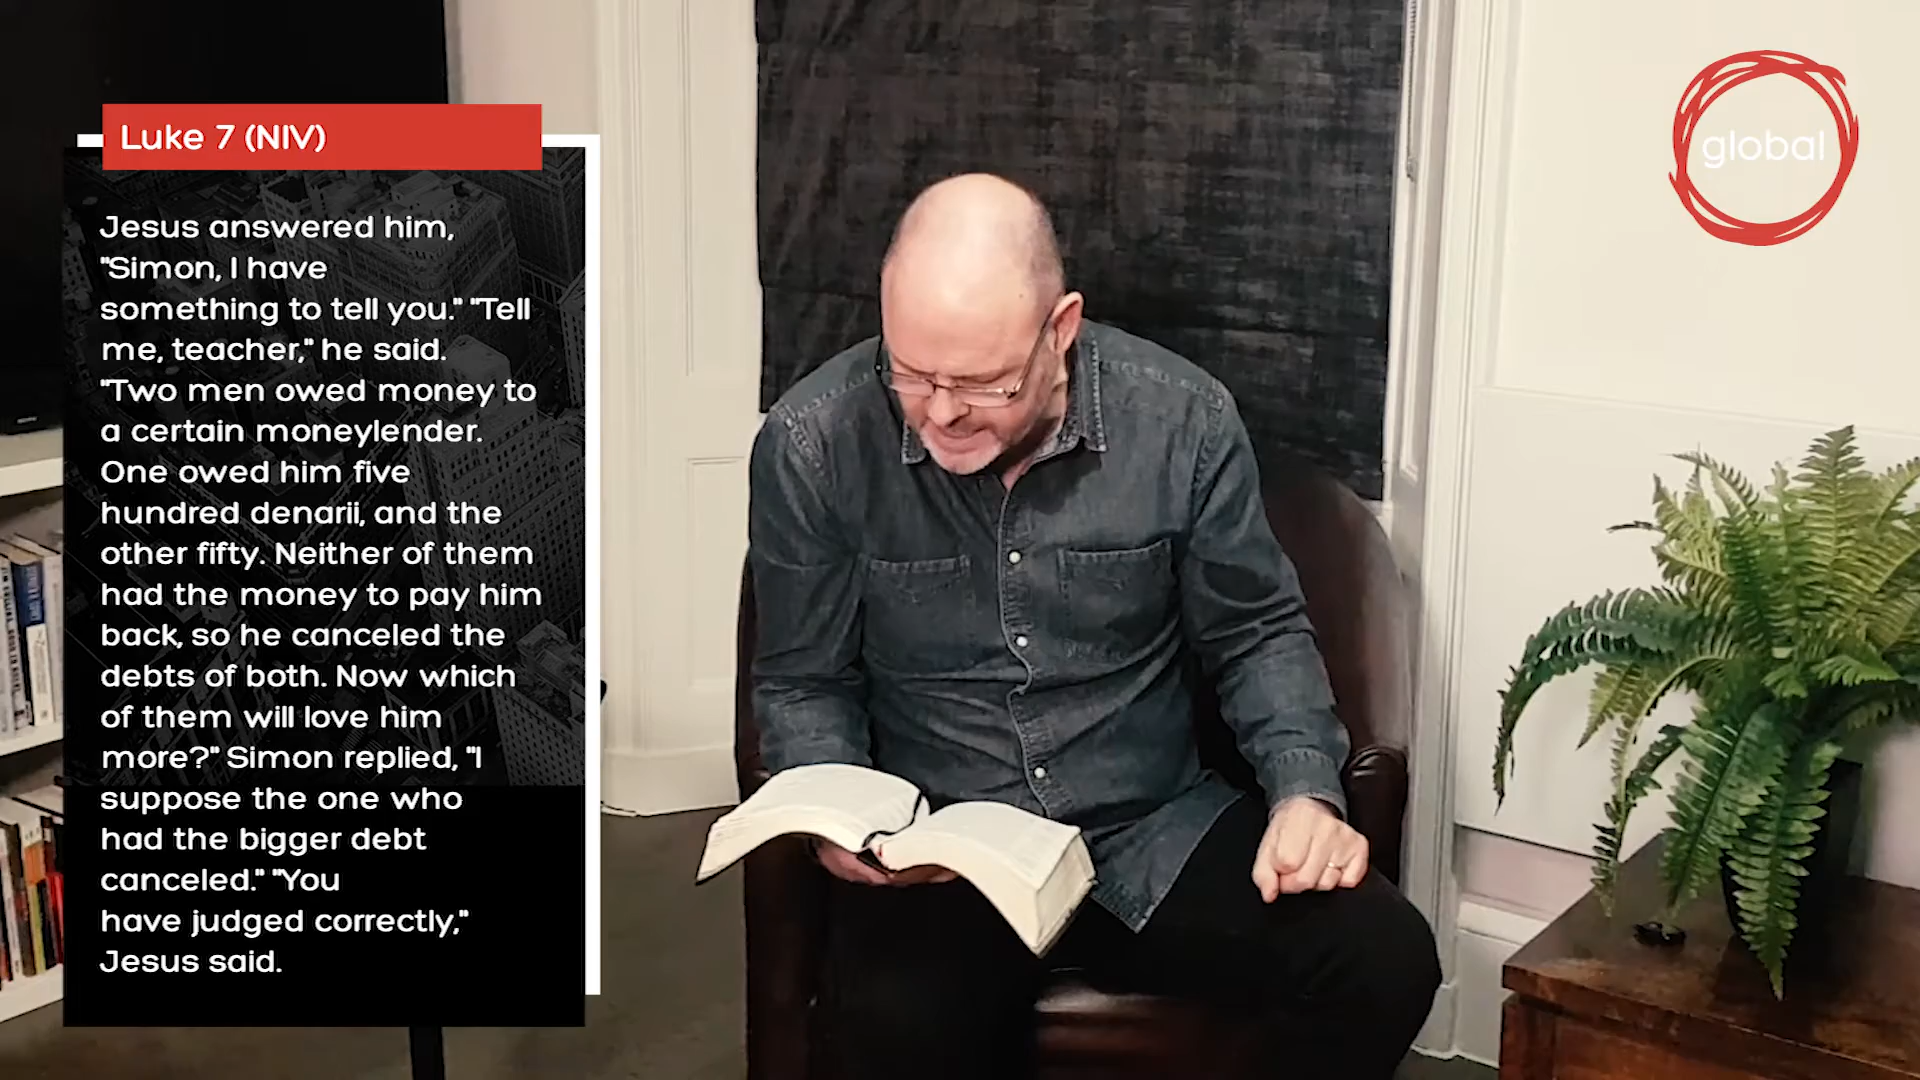 Luke 7 (NIV)
Jesus answered him,
"Simon, I have
something to tell you." "Tell
me, teacher," he said.
"Two men owed money to
a certain moneylender.
One owed him five
hundred denarii, and the
other fifty. Neither of them
had the money to pay him
back, so he canceled the
debts of both. Now which
of them will love him
more?" Simon replied, "I
suppose the one who
had the bigger debt
canceled." "You
have judged correctly,"
Jesus said.
global